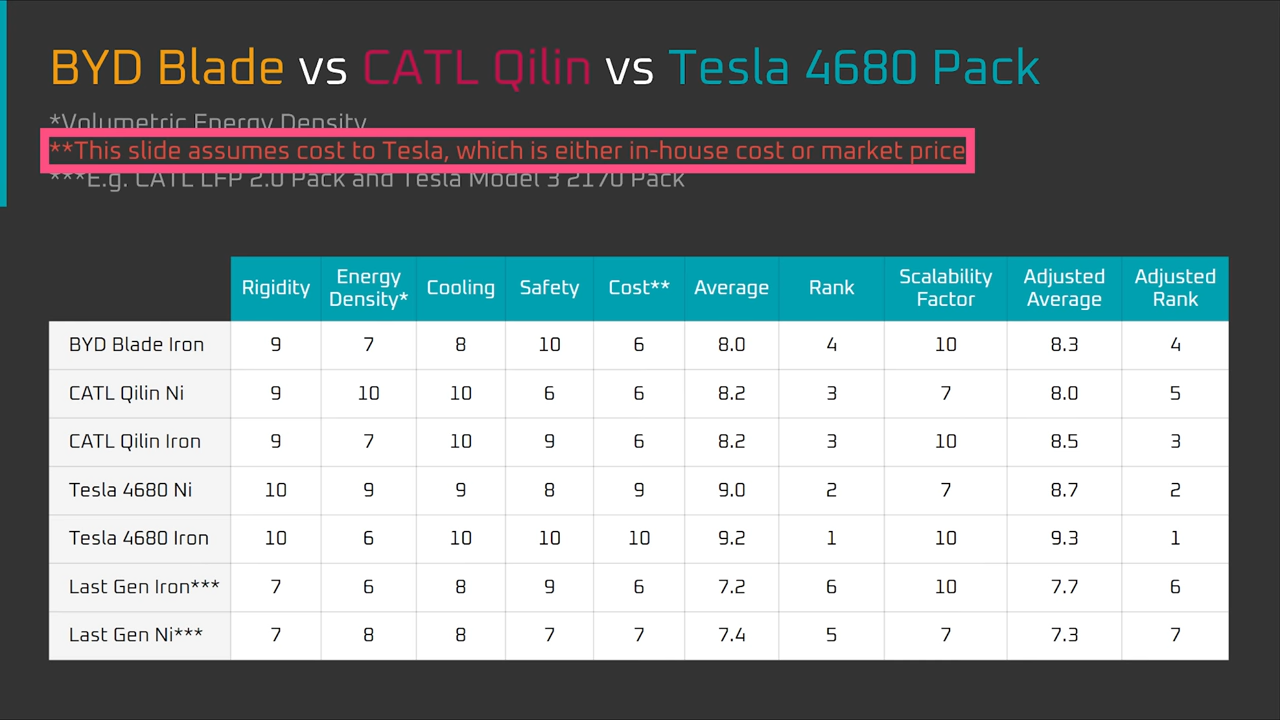 BYD Blade vs CATL Qilin vs Tesla 4680 Pack
*Volumetric Energy Density
**This slide assumes cost to Tesla, which is either in-house cost or market price
***E.g. CATL LFP 2.0 Pack and Tesla Model 3 2170 Pack
Rigidity Energy Density* Cooling Safety Cost** Average Rank Scalability Factor Adjusted Average Adjusted Rank
BYD Blade Iron 9 7 8 10 6 8.0 4 10 8.3 4
CATL Qilin Ni 9 10 10 6 6 8.2 3 7 8.0 5
CATL Qilin Iron 9 7 10 9 6 8.2 3 10 8.5 3
Tesla 4680 Ni 10 9 9 8 9 9.0 2 7 8.7 2
Tesla 4680 Iron 10 6 10 10 10 9.2 1 10 9.3 1
Last Gen Iron*** 7 6 8 9 6 7.2 6 10 7.7 6
Last Gen Ni*** 7 8 8 7 7 7.4 5 7 7.3 7